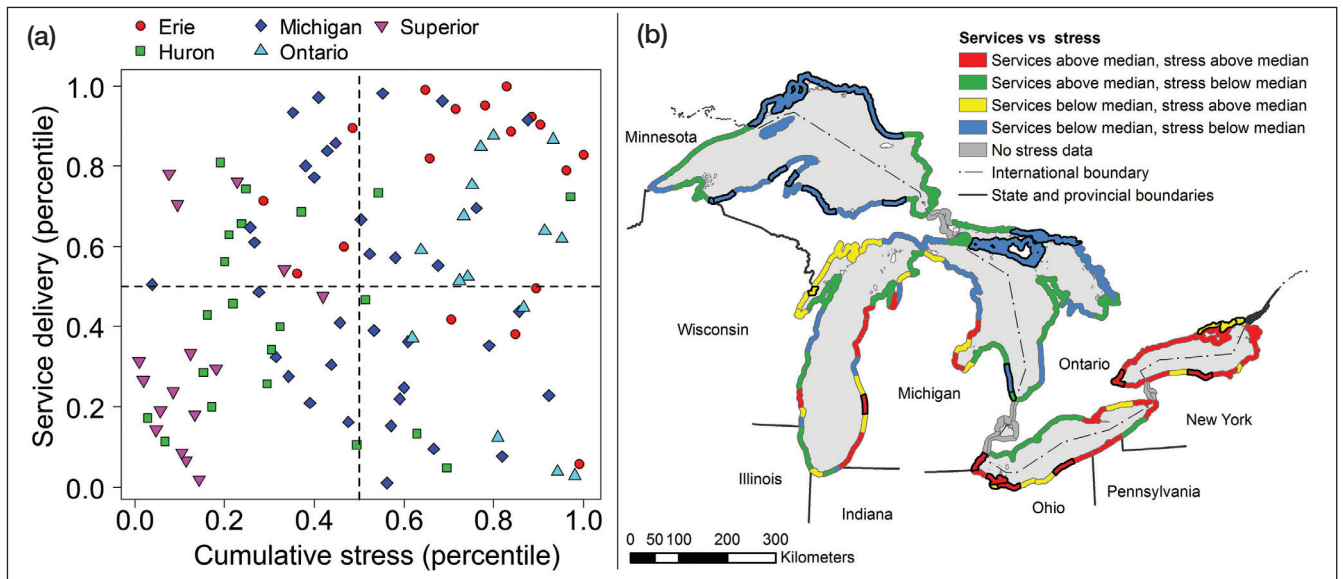 (a)
Erie
Michigan
Superior
Huron
Ontario
Service delivery (percentile)
1.0
0.8
0.6
0.4
0.2
0.0
0.0 0.2 0.4 0.6 0.8 1.0
Cumulative stress (percentile)
(b)
Services vs stress
Services above median, stress above median
Services above median, stress below median
Services below median, stress above median
Services below median, stress below median
No stress data
International boundary
State and provincial boundaries
Minnesota
Wisconsin
Michigan
Ontario
New York
Illinois
Indiana
Ohio
Pennsylvania
0 50 100 200 300
Kilometers